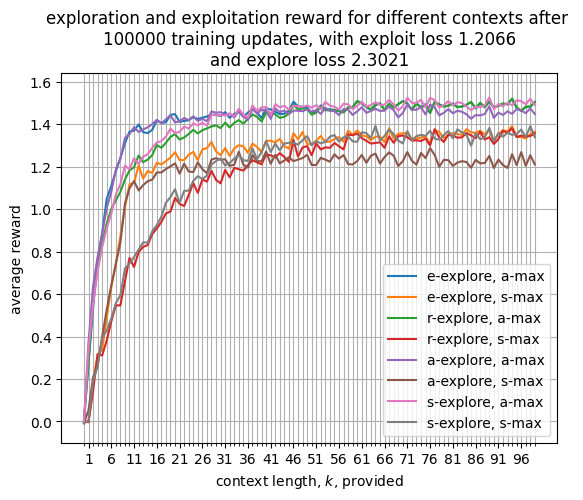 exploration and exploitation reward for different contexts after
100000 training updates, with exploit loss 1.2066
and explore loss 2.3021
1.6
1.4
1.2
1.0
0.8
0.6
0.4
0.2
0.0
average reward
e-explore, a-max
e-explore, s-max
r-explore, a-max
r-explore, s-max
a-explore, a-max
a-explore, s-max
s-explore, a-max
s-explore, s-max
1 6 11 16 21 26 31 36 41 46 51 56 61 66 71 76 81 86 91 96
context length, k, provided